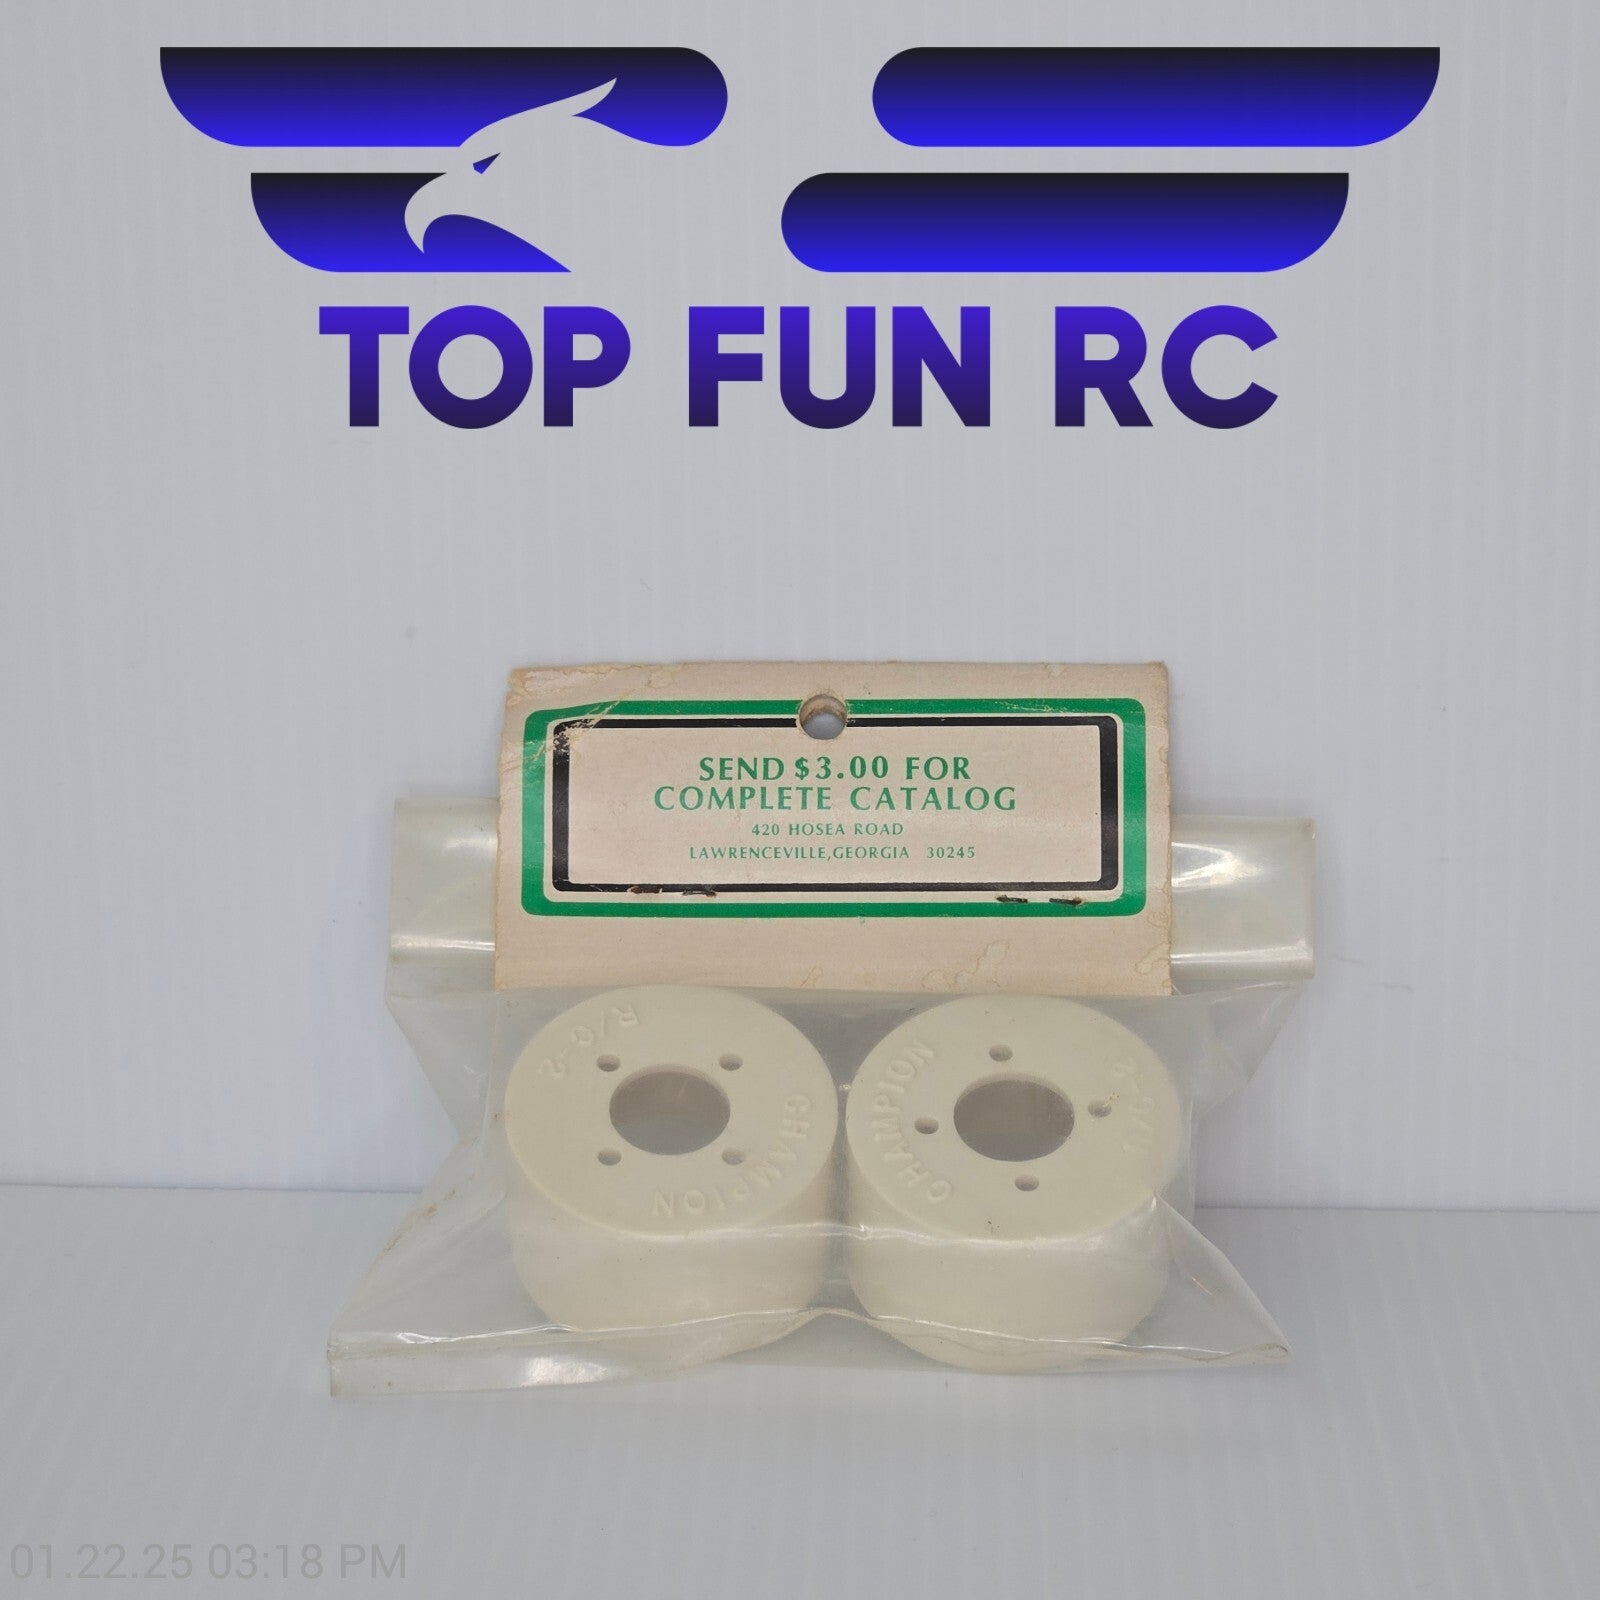 TOP FUN RC
SEND $3.00 FOR
COMPLETE CATALOG
420 HOSEA ROAD
LAWRENCEVILLE, GEORGIA 30245
R/O-2
CHAMPION
CHAMPION
01.22.25 03:18 PM